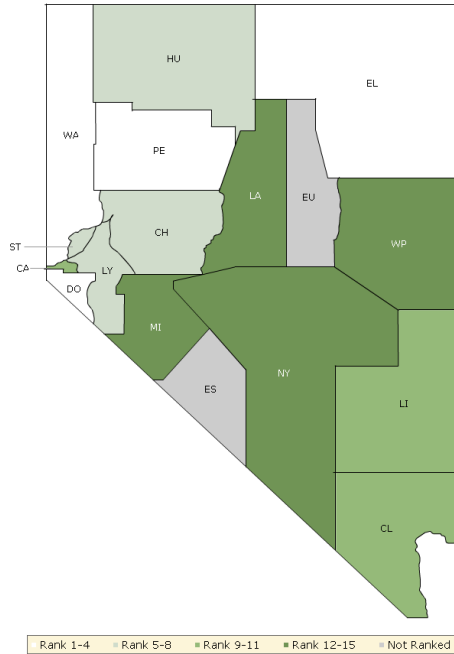 HU
EL
WA
PE
LA
EU
ST
CH
WP
CA
LY
DO
MI
NY
ES
LI
CL
Rank 1-4 Rank 5-8 Rank 9-11 Rank 12-15 Not Ranked